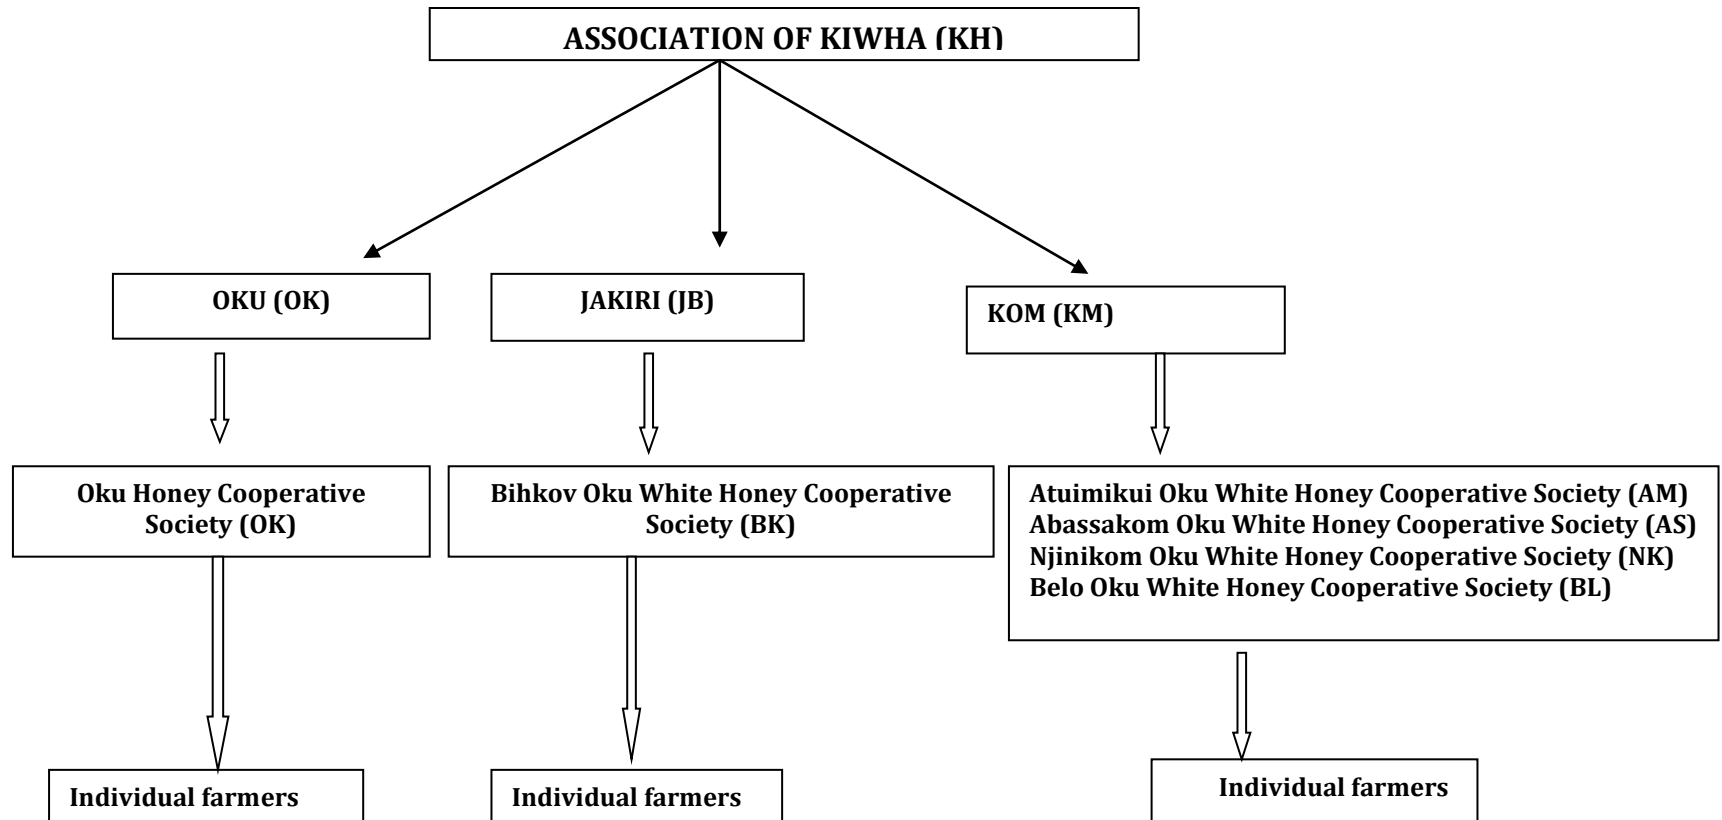 ASSOCIATION OF KIWHA (KH)
OKU (OK)
JAKIRI (JB)
KOM (KM)
Oku Honey Cooperative
Society (OK)
Bihkov Oku White Honey Cooperative
Society (BK)
Atuimikui Oku White Honey Cooperative Society (AM)
Abassakom Oku White Honey Cooperative Society (AS)
Njinikom Oku White Honey Cooperative Society (NK)
Belo Oku White Honey Cooperative Society (BL)
Individual farmers
Individual farmers
Individual farmers